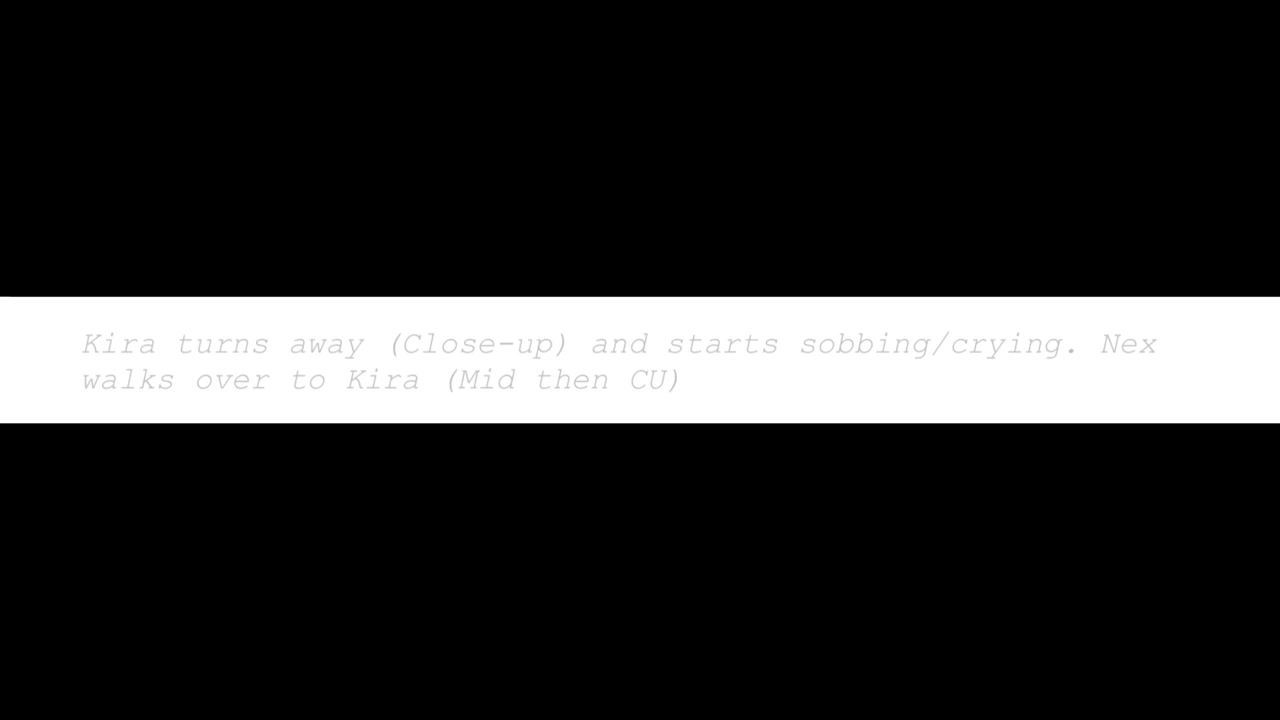 Kira turns away (Close-up) and starts sobbing/crying. Nex
walks over to Kira (Mid then CU)